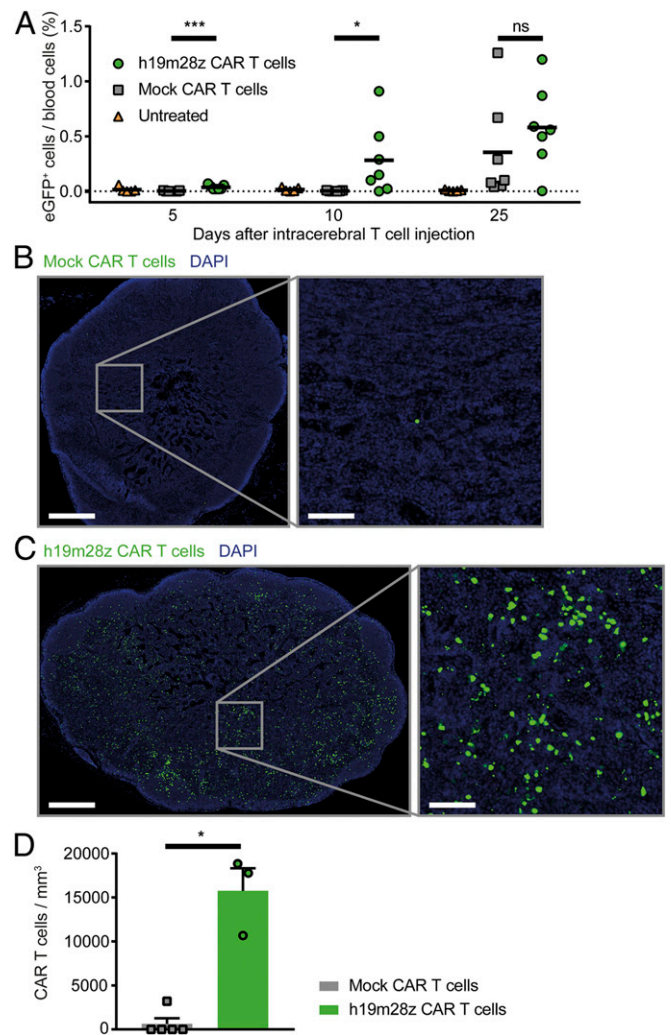 A
eGFP⁺ cells / blood cells (%)
1.5
1.0
0.5
0.0
*** * ns
h19m28z CAR T cells
Mock CAR T cells
Untreated
5 10 25
Days after intracerebral T cell injection
B
Mock CAR T cells DAPI
C
h19m28z CAR T cells DAPI
D
CAR T cells / mm³
20000
15000
10000
5000
0
*
Mock CAR T cells
h19m28z CAR T cells